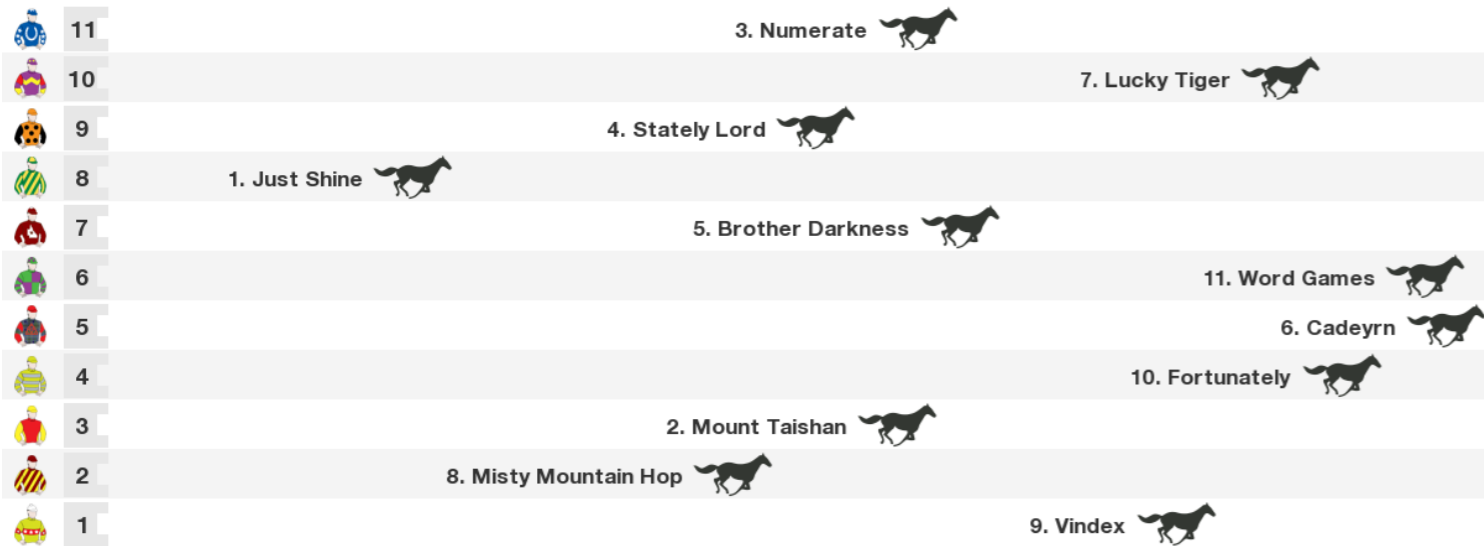 11 3. Numerate
10 7. Lucky Tiger
9 4. Stately Lord
8 1. Just Shine
7 5. Brother Darkness
6 11. Word Games
5 6. Cadeyrn
4 10. Fortunately
3 2. Mount Taishan
2 8. Misty Mountain Hop
1 9. Vindex